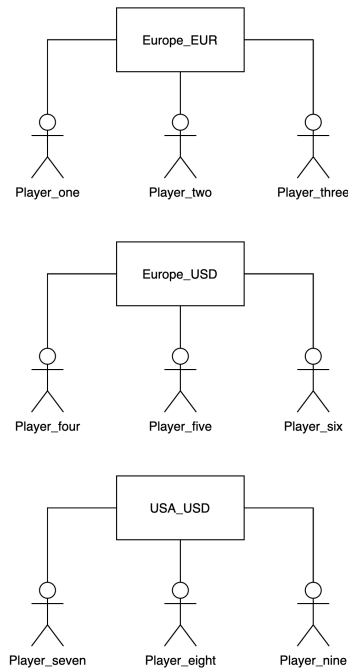 Europe_EUR
Player_one
Player_two
Player_three
Europe_USD
Player_four
Player_five
Player_six
USA_USD
Player_seven
Player_eight
Player_nine